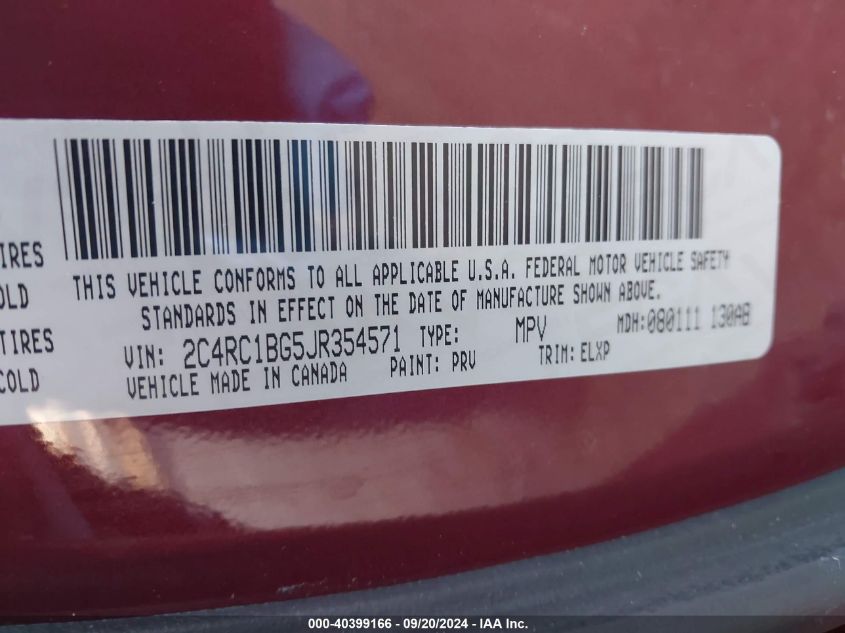 THIS VEHICLE CONFORMS TO ALL APPLICABLE U.S.A. FEDERAL MOTOR VEHICLE SAFETY
STANDARDS IN EFFECT ON THE DATE OF MANUFACTURE SHOWN ABOVE.
VIN: 2C4RC1BG5JR354571 TYPE: MPV MDH:080111 130AB
VEHICLE MADE IN CANADA PAINT: PRV TRIM: ELXP
IRES
OLD
TIRES
COLD
000-40399166 - 09/20/2024 - IAA Inc.